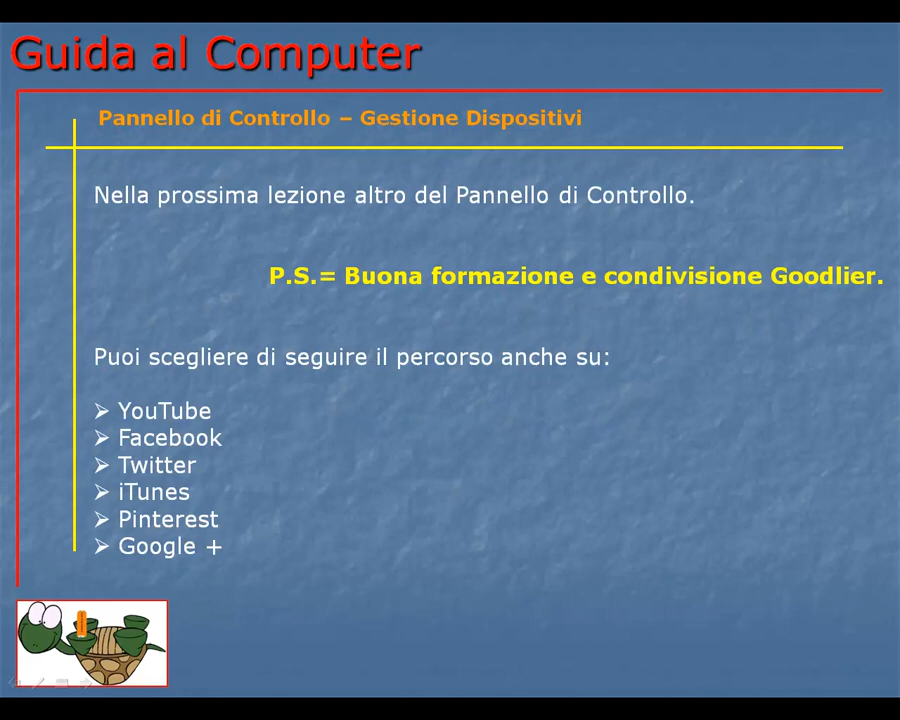 Guida al Computer
Pannello di Controllo – Gestione Dispositivi
Nella prossima lezione altro del Pannello di Controllo.
P.S.= Buona formazione e condivisione Goodlier.
Puoi scegliere di seguire il percorso anche su:
➢ YouTube
➢ Facebook
➢ Twitter
➢ iTunes
➢ Pinterest
➢ Google +